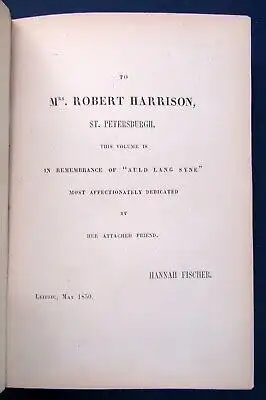 TO
Mrs. ROBERT HARRISON,
ST. PETERSBURGH,
THIS VOLUME IS
IN REMEMBRANCE OF "AULD LANG SYNE"
MOST AFFECTIONATELY DEDICATED
BY
HER ATTACHED FRIEND,
HANNAH FISCHER.
Leipsic, May 1850.